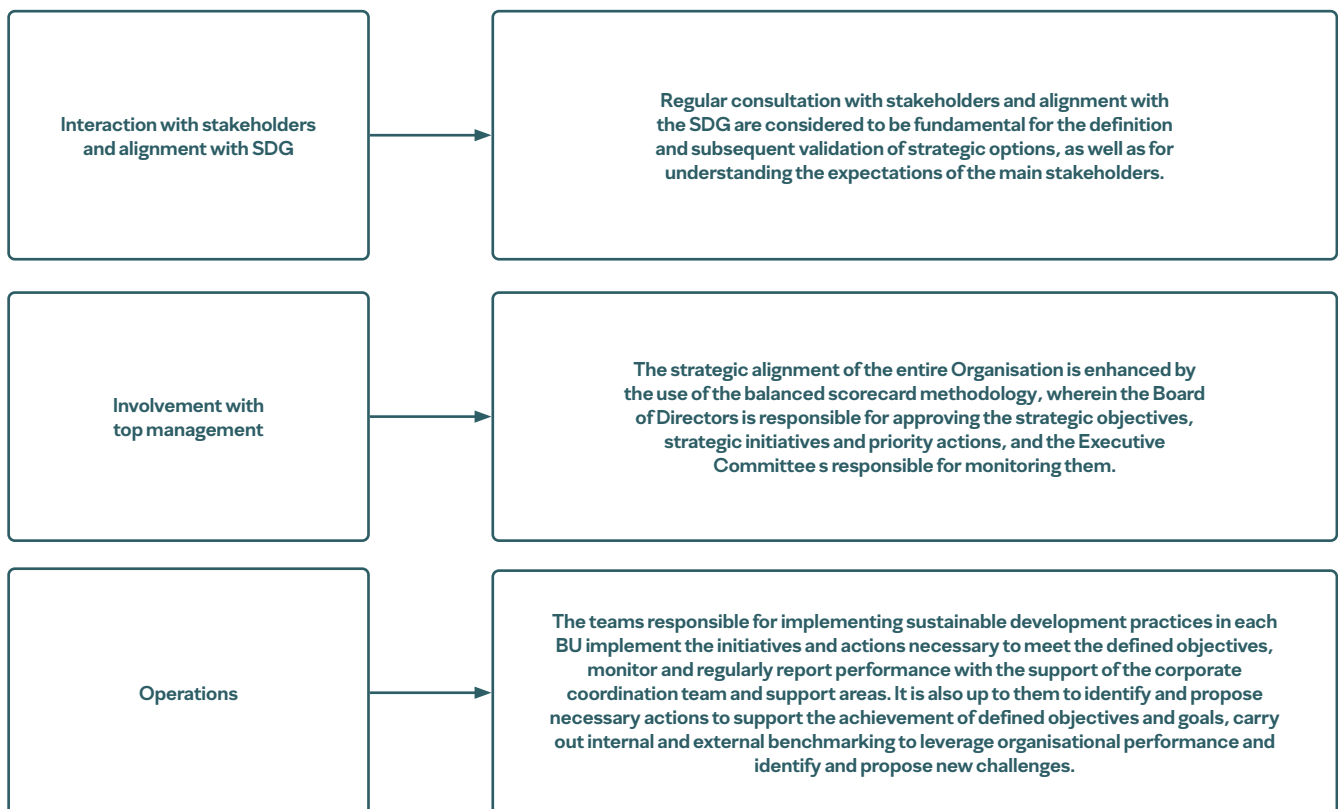 Interaction with stakeholders
and alignment with SDG
Regular consultation with stakeholders and alignment with
the SDG are considered to be fundamental for the definition
and subsequent validation of strategic options, as well as for
understanding the expectations of the main stakeholders.
Involvement with
top management
The strategic alignment of the entire Organisation is enhanced by
the use of the balanced scorecard methodology, wherein the Board
of Directors is responsible for approving the strategic objectives,
strategic initiatives and priority actions, and the Executive
Committee s responsible for monitoring them.
Operations
The teams responsible for implementing sustainable development practices in each
BU implement the initiatives and actions necessary to meet the defined objectives,
monitor and regularly report performance with the support of the corporate
coordination team and support areas. It is also up to them to identify and propose
necessary actions to support the achievement of defined objectives and goals, carry
out internal and external benchmarking to leverage organisational performance and
identify and propose new challenges.